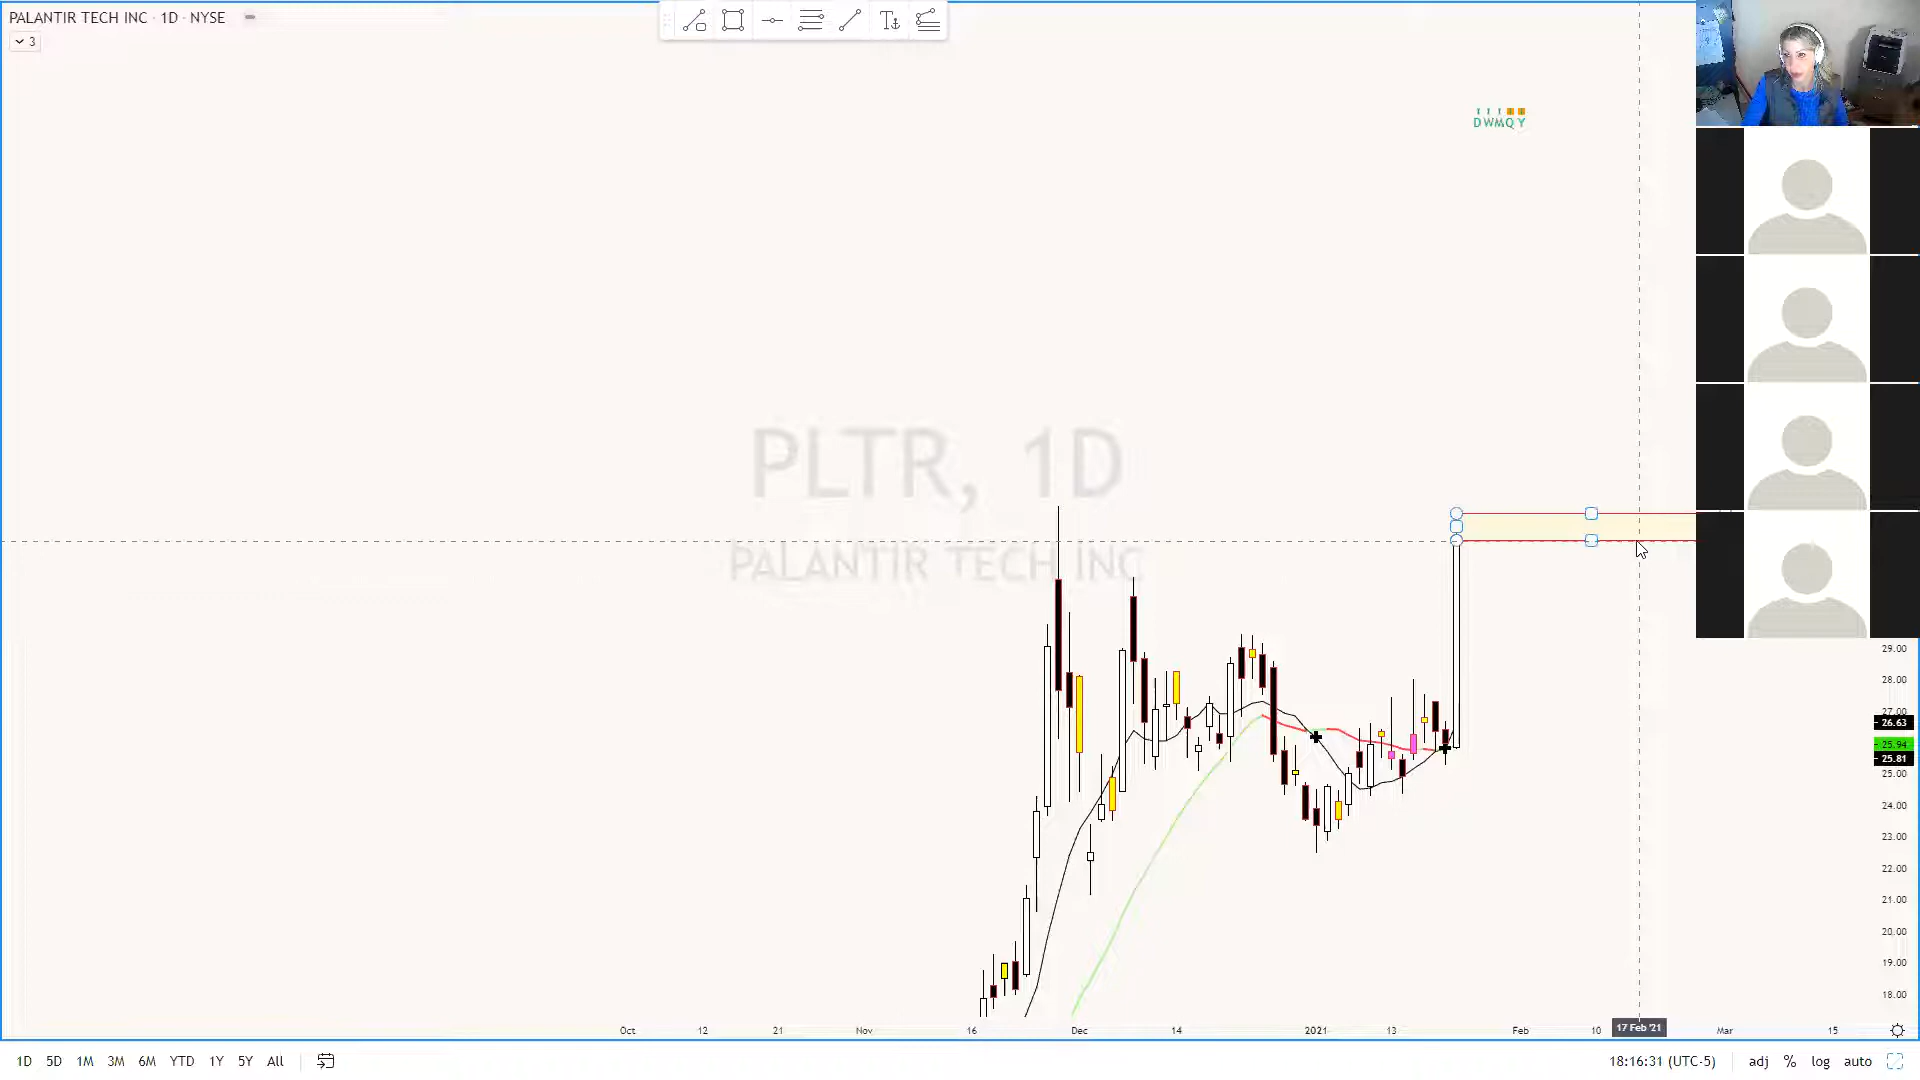 PALANTIR TECH INC · 1D · NYSE
3
D W M Q Y
PLTR, 1D
PALANTIR TECH INC
29.00
28.00
27.00
26.63
25.94
25.81
25.00
24.00
23.00
22.00
21.00
20.00
19.00
18.00
Oct 12 21 Nov 16 Dec 14 2021 13 Feb 10 17 Feb '21 Mar 15
1D 5D 1M 3M 6M YTD 1Y 5Y All 18:16:31 (UTC-5) adj % log auto